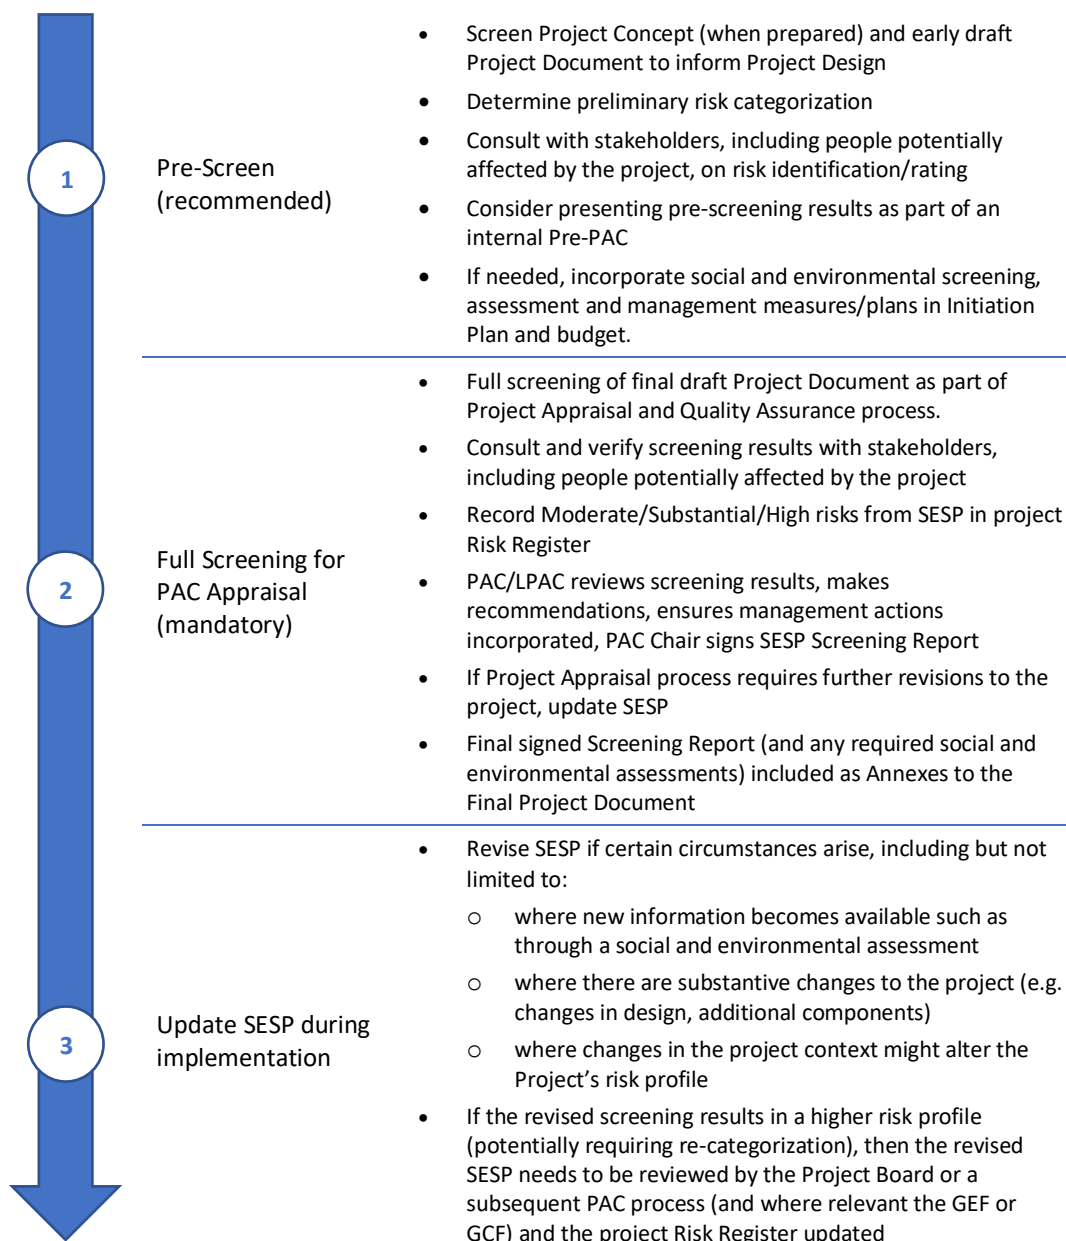 • Screen Project Concept (when prepared) and early draft
Project Document to inform Project Design
• Determine preliminary risk categorization
• Consult with stakeholders, including people potentially
affected by the project, on risk identification/rating
• Consider presenting pre-screening results as part of an
internal Pre-PAC
• If needed, incorporate social and environmental screening,
assessment and management measures/plans in Initiation
Plan and budget.
1
Pre-Screen
(recommended)
• Full screening of final draft Project Document as part of
Project Appraisal and Quality Assurance process.
• Consult and verify screening results with stakeholders,
including people potentially affected by the project
• Record Moderate/Substantial/High risks from SESP in project
Risk Register
• PAC/LPAC reviews screening results, makes
recommendations, ensures management actions
incorporated, PAC Chair signs SESP Screening Report
• If Project Appraisal process requires further revisions to the
project, update SESP
• Final signed Screening Report (and any required social and
environmental assessments) included as Annexes to the
Final Project Document
2
Full Screening for
PAC Appraisal
(mandatory)
• Revise SESP if certain circumstances arise, including but not
limited to:
o where new information becomes available such as
through a social and environmental assessment
o where there are substantive changes to the project (e.g.
changes in design, additional components)
o where changes in the project context might alter the
Project’s risk profile
• If the revised screening results in a higher risk profile
(potentially requiring re-categorization), then the revised
SESP needs to be reviewed by the Project Board or a
subsequent PAC process (and where relevant the GEF or
GCF) and the project Risk Register updated
3
Update SESP during
implementation